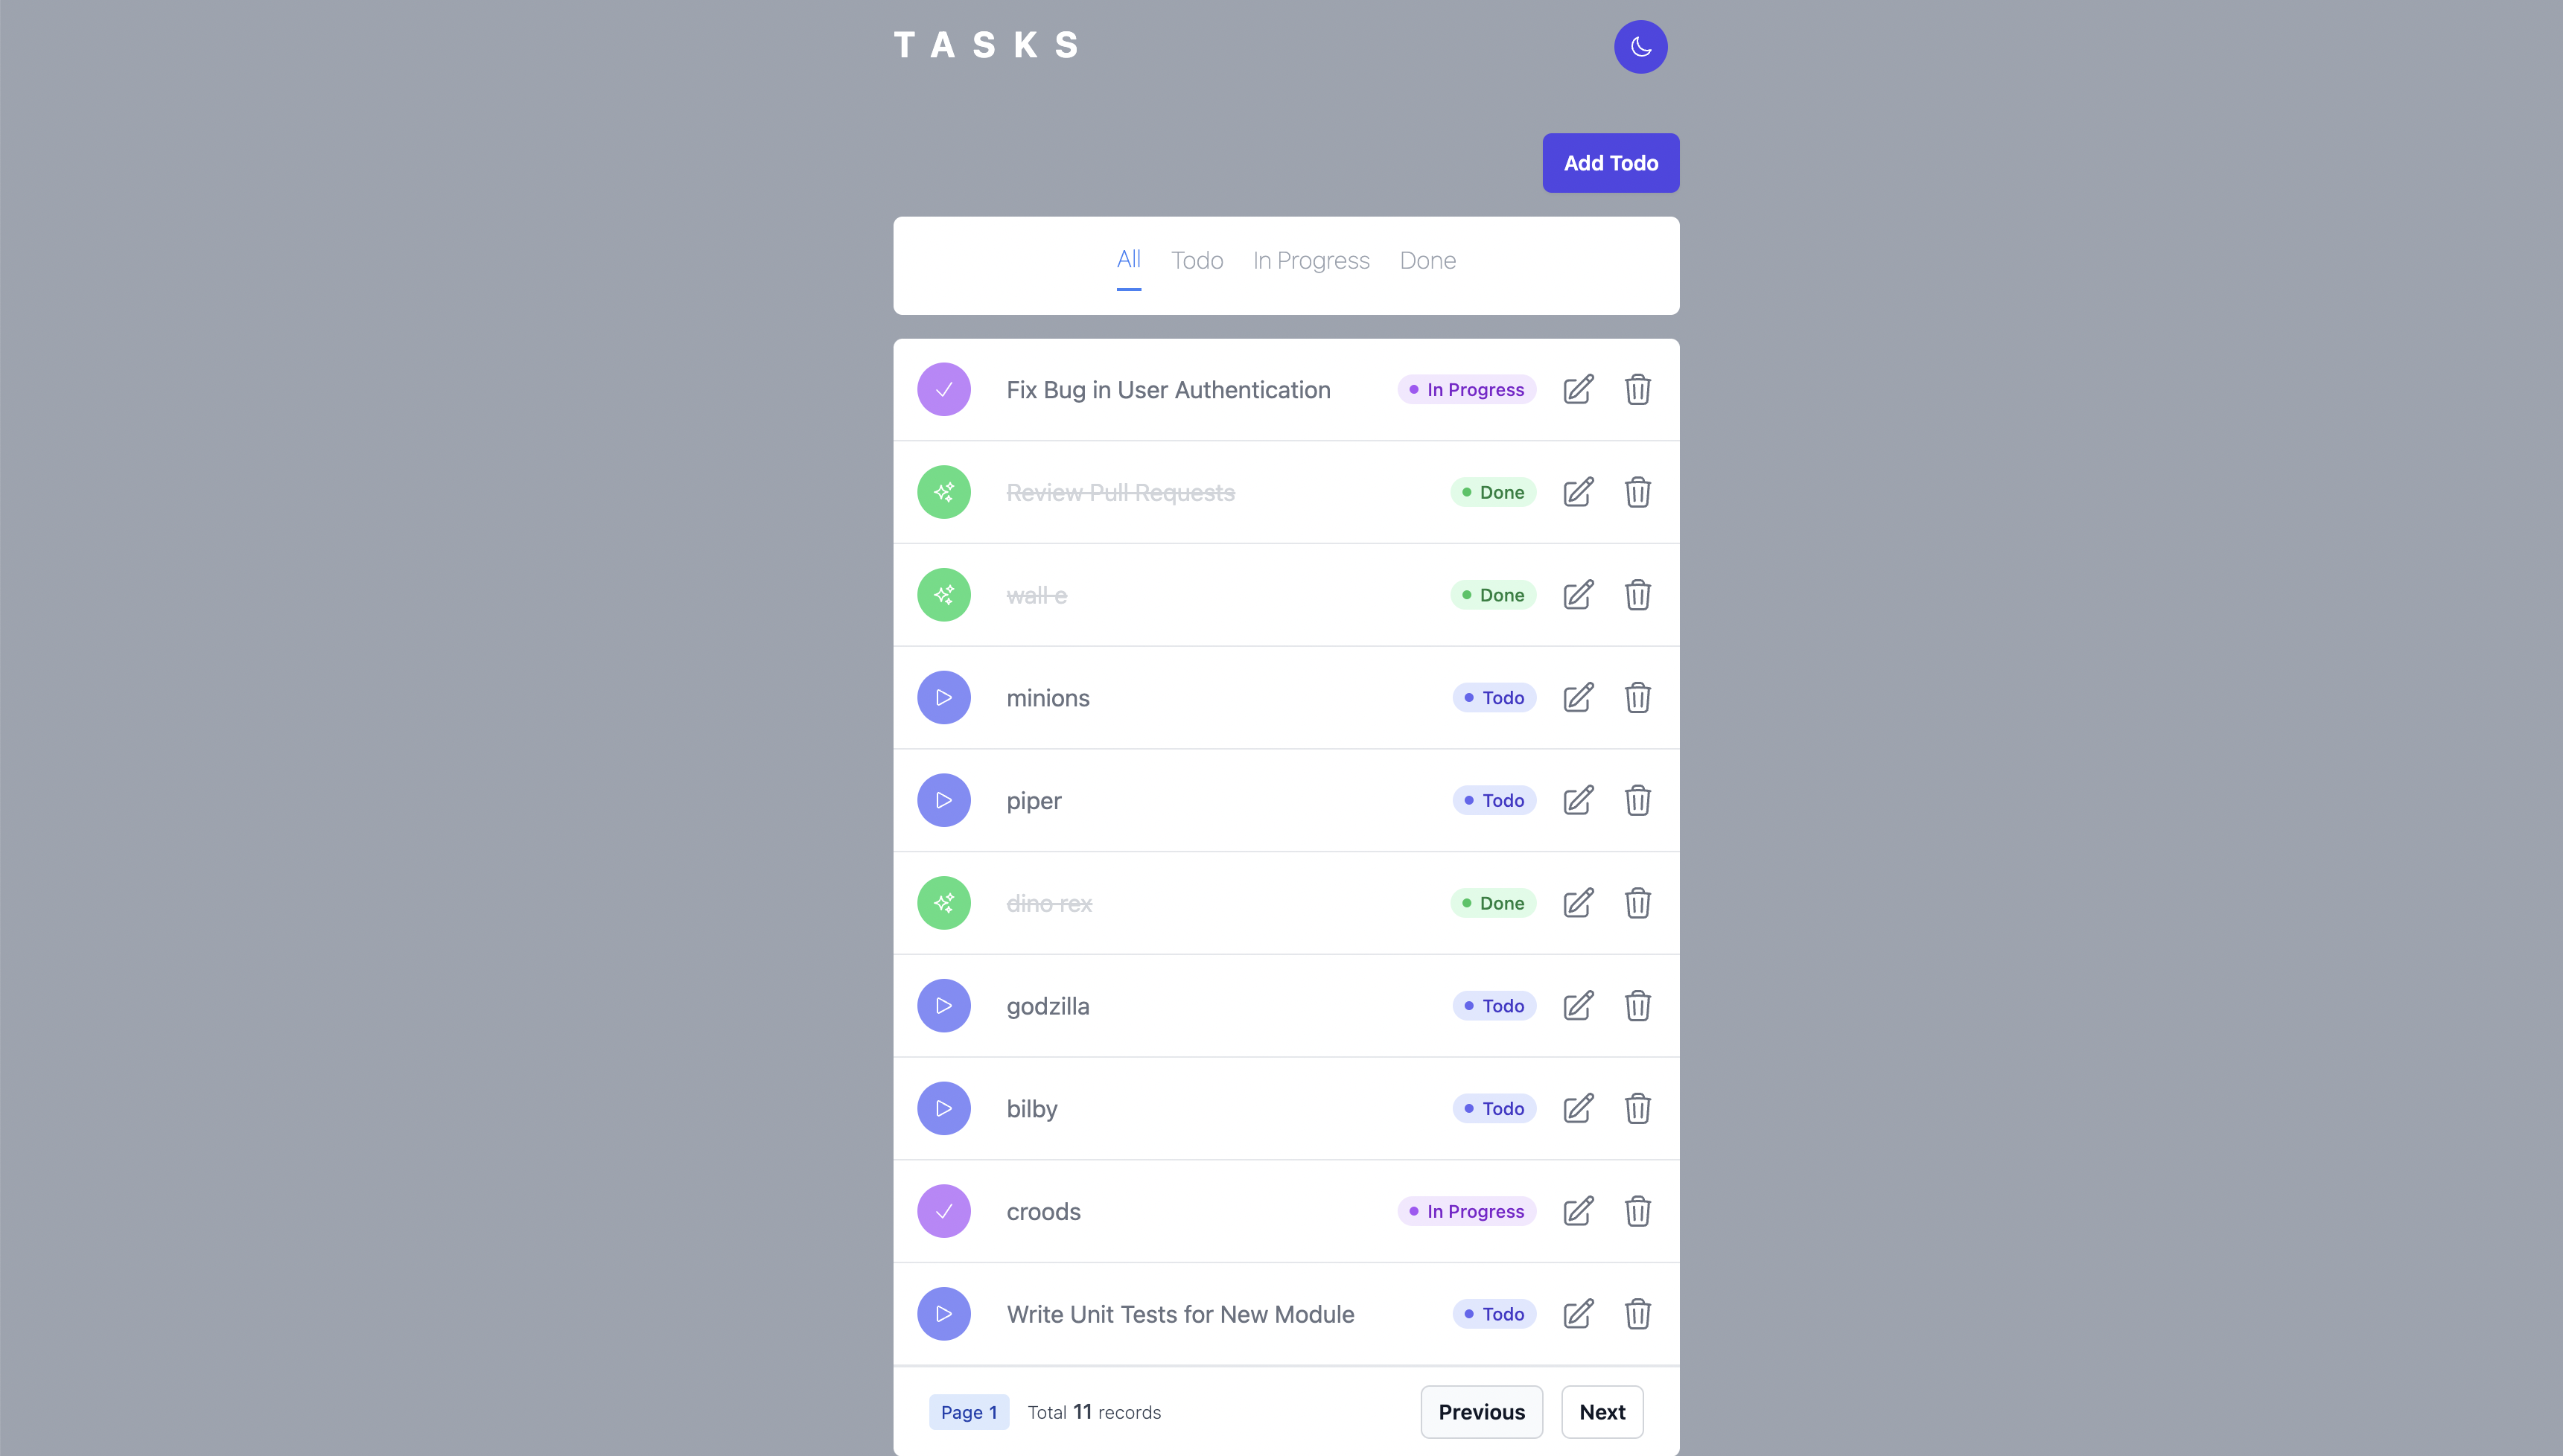 TASKS
Add Todo
All Todo In Progress Done
Fix Bug in User Authentication In Progress
Review Pull Requests Done
wall e Done
minions Todo
piper Todo
dino rex Done
godzilla Todo
bilby Todo
croods In Progress
Write Unit Tests for New Module Todo
Page 1 Total 11 records Previous Next